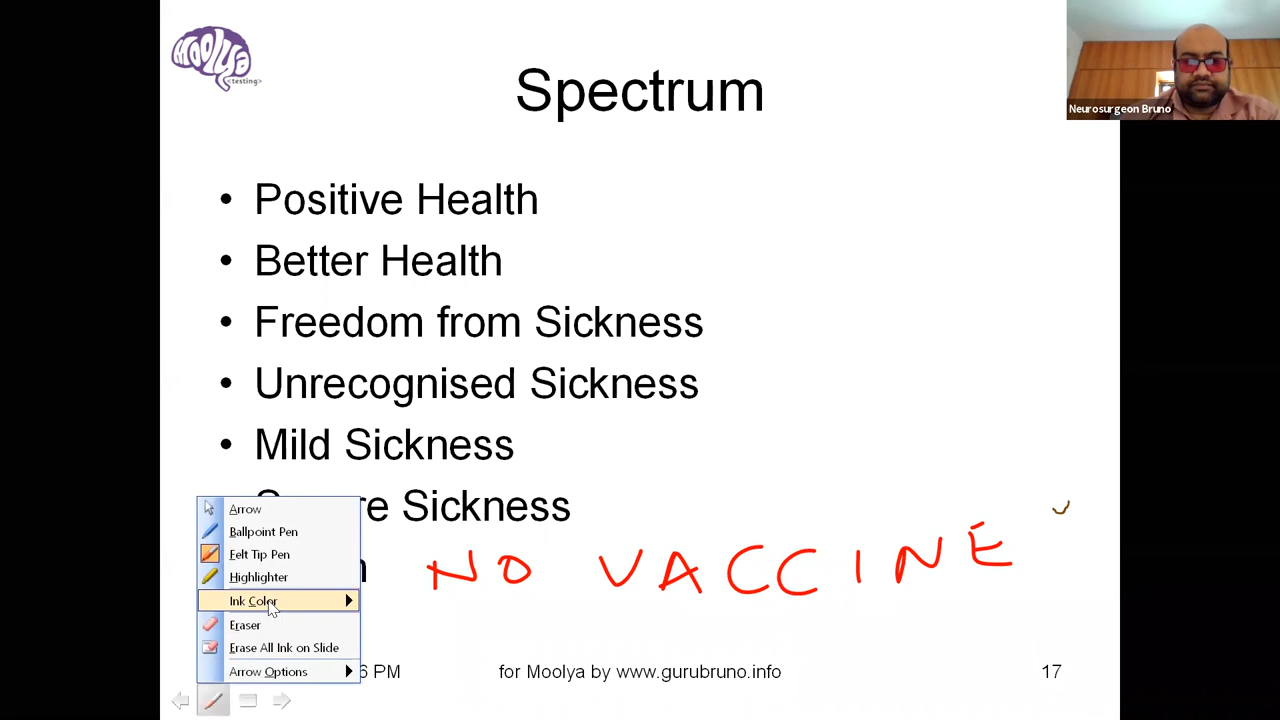 Moolya
<testing>
Spectrum
Neurosurgeon Bruno
• Positive Health
• Better Health
• Freedom from Sickness
• Unrecognised Sickness
• Mild Sickness
Sickness
NO VACCINE
Arrow
Ballpoint Pen
Felt Tip Pen
Highlighter
Ink Color
Eraser
Erase All Ink on Slide
Arrow Options
6 PM
for Moolya by www.gurubruno.info
17